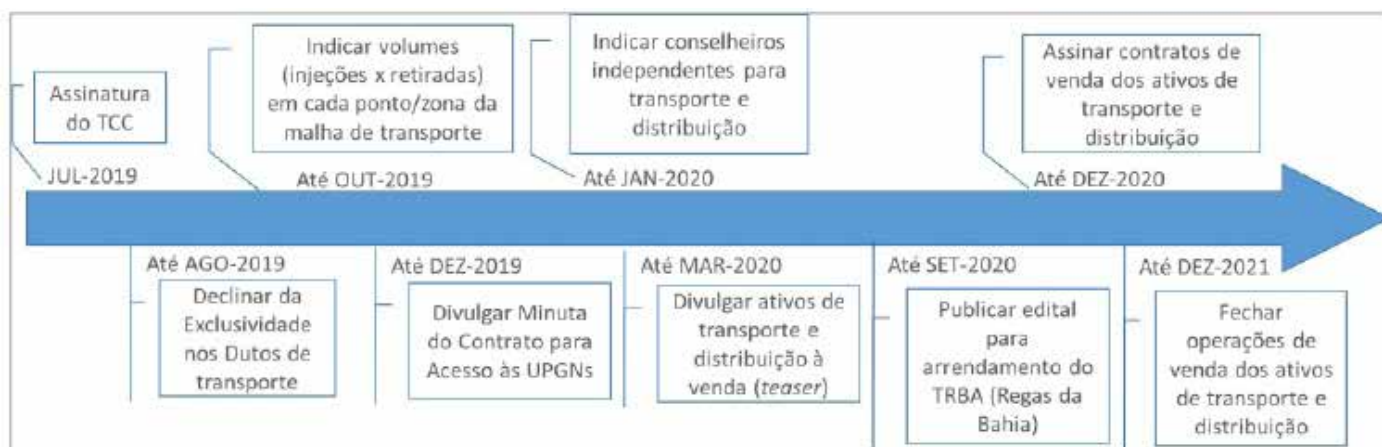 Assinatura
do TCC
JUL-2019
Indicar volumes
(injeções x retiradas)
em cada ponto/zona da
malha de transporte
Até OUT-2019
Indicar conselheiros
independentes para
transporte e
distribuição
Até JAN-2020
Assinar contratos de
venda dos ativos de
transporte e
distribuição
Até DEZ-2020
Até AGO-2019
Declinar da
Exclusividade
nos Dutos de
transporte
Até DEZ-2019
Divulgar Minuta
do Contrato para
Acesso às UPGNs
Até MAR-2020
Divulgar ativos de
transporte e
distribuição à
venda (teaser)
Até SET-2020
Publicar edital
para
arrendamento do
TRBA (Regas da
Bahia)
Até DEZ-2021
Fechar
operações de
venda dos ativos
de transporte e
distribuição